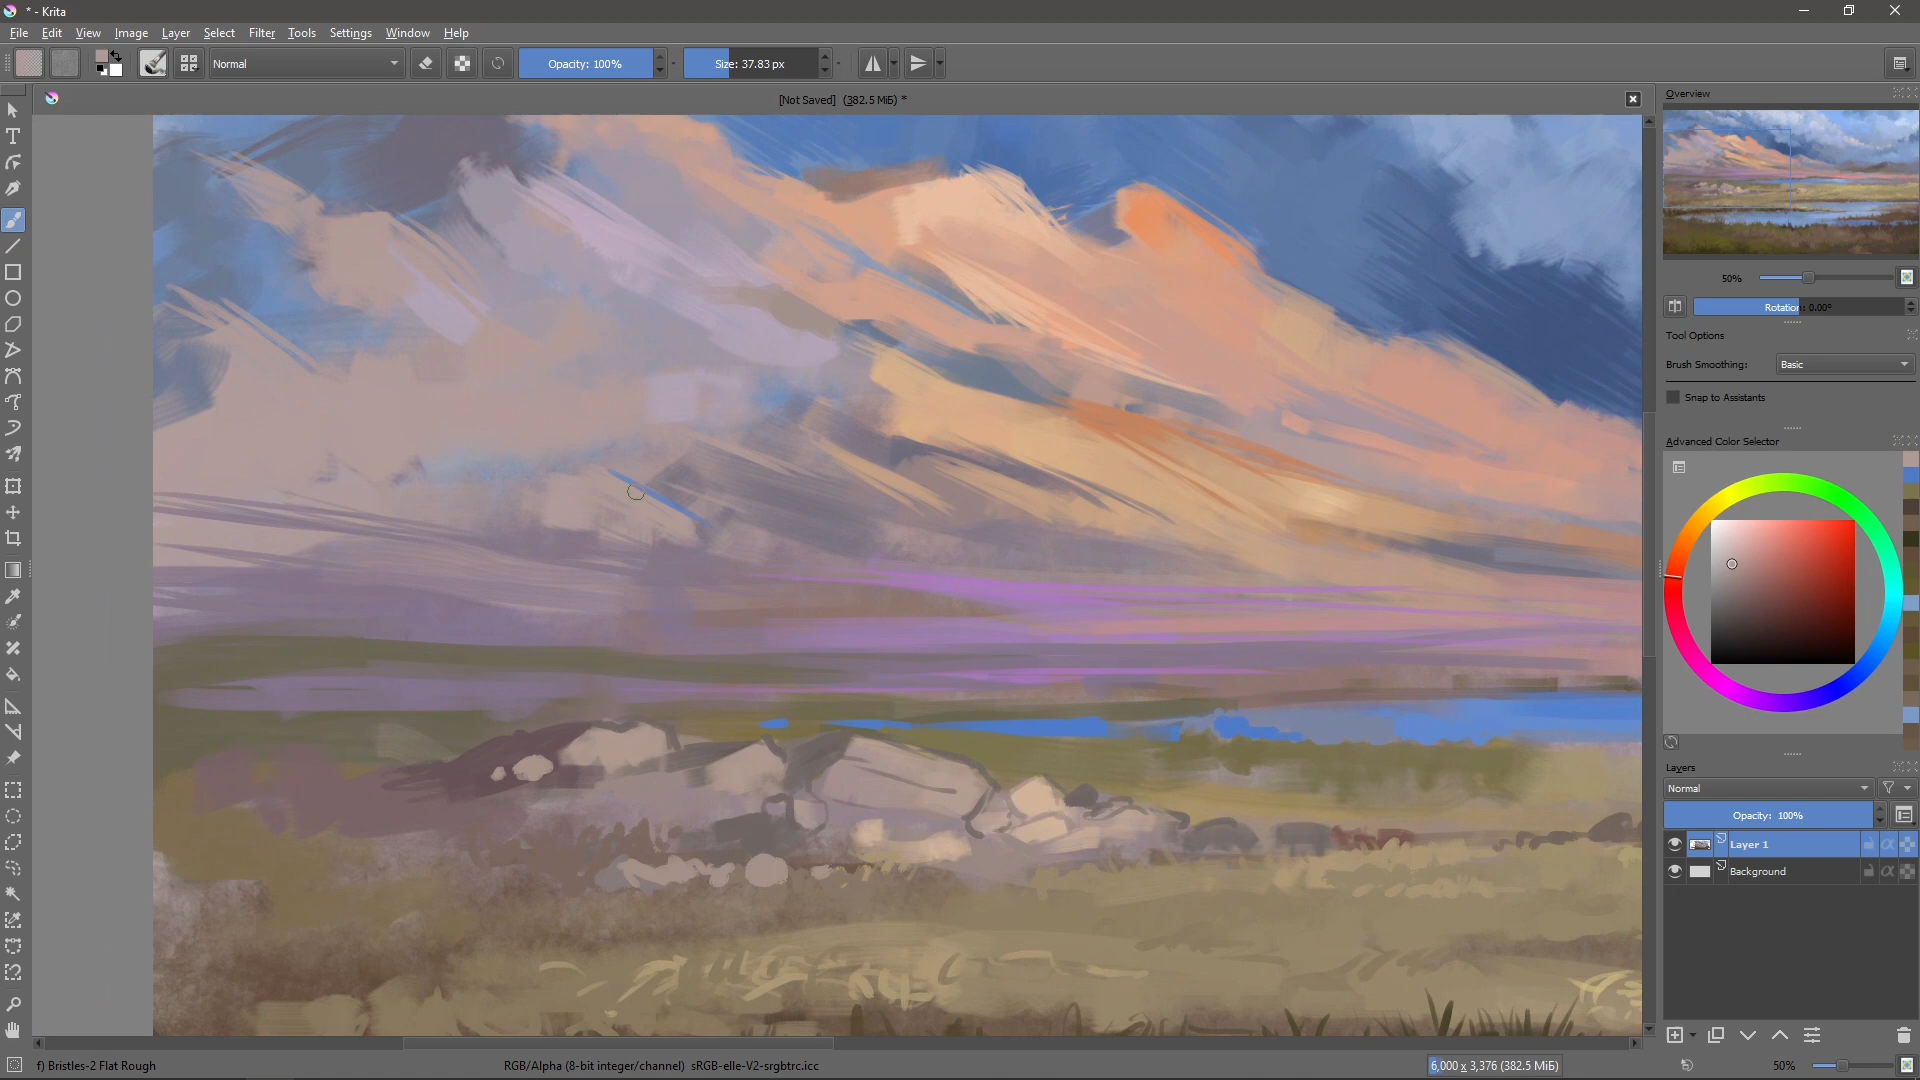 * - Krita
File Edit View Image Layer Select Filter Tools Settings Window Help
Normal
Opacity: 100%
Size: 37.83 px
[Not Saved] (382.5 MiB) *
Overview
50%
Rotation: 0.00°
Tool Options
Brush Smoothing: Basic
Snap to Assistants
Advanced Color Selector
Layers
Normal
Opacity: 100%
Layer 1
Background
f) Bristles-2 Flat Rough
RGB/Alpha (8-bit integer/channel) sRGB-elle-V2-srgbtrc.icc
6,000 x 3,376 (382.5 MiB)
50%